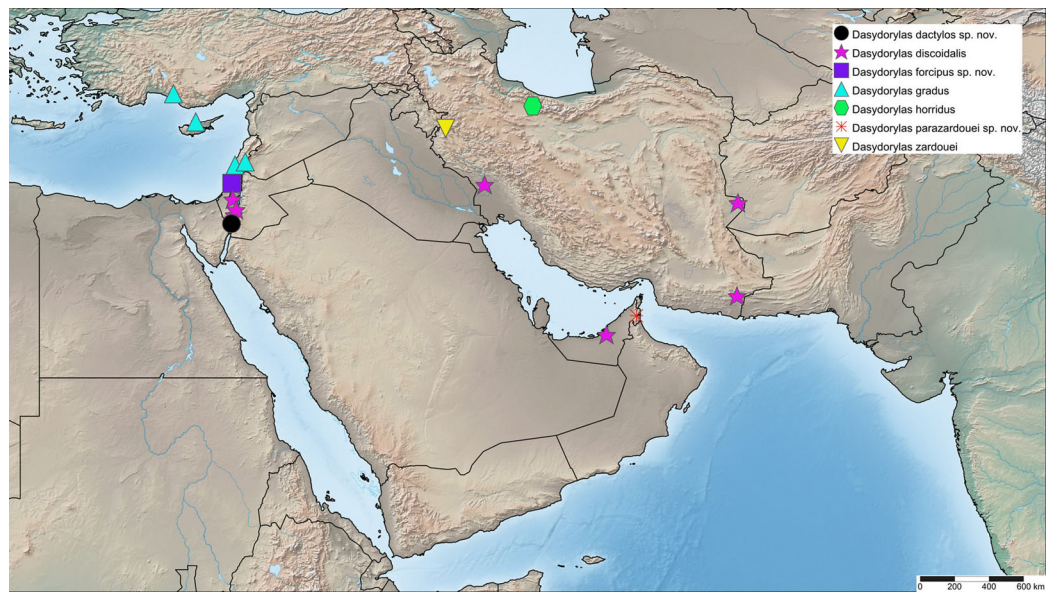 Dasydorylas dactylos sp. nov.
Dasydorylas discoidalis
Dasydorylas forcipus sp. nov.
Dasydorylas gradus
Dasydorylas horridus
Dasydorylas parazardouei sp. nov.
Dasydorylas zardouei
0 200 400 600 km